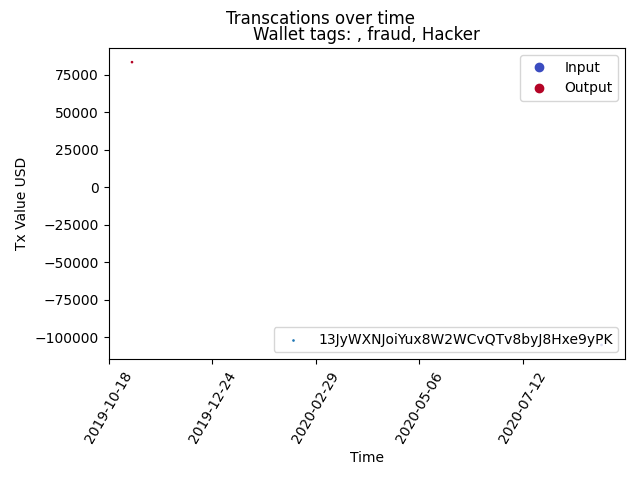 Transcations over time
Wallet tags: , fraud, Hacker
Input
Output
Tx Value USD
75000
50000
25000
0
−25000
−50000
−75000
−100000
13JyWXNJoiYux8W2WCvQTv8byJ8Hxe9yPK
2019-10-18
2019-12-24
2020-02-29
2020-05-06
2020-07-12
Time